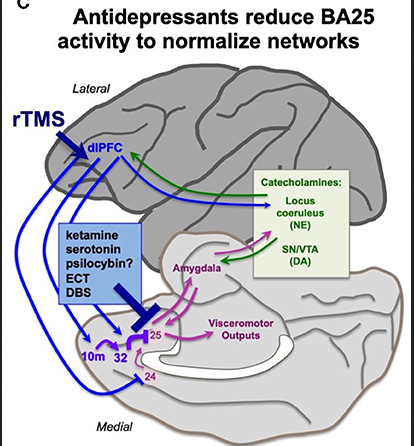 C
Antidepressants reduce BA25
activity to normalize networks
Lateral
rTMS
dlPFC
Catecholamines:
Locus
coeruleus
(NE)
SN/VTA
(DA)
ketamine
serotonin
psilocybin?
ECT
DBS
Amygdala
Visceromotor
Outputs
10m
32
25
24
Medial